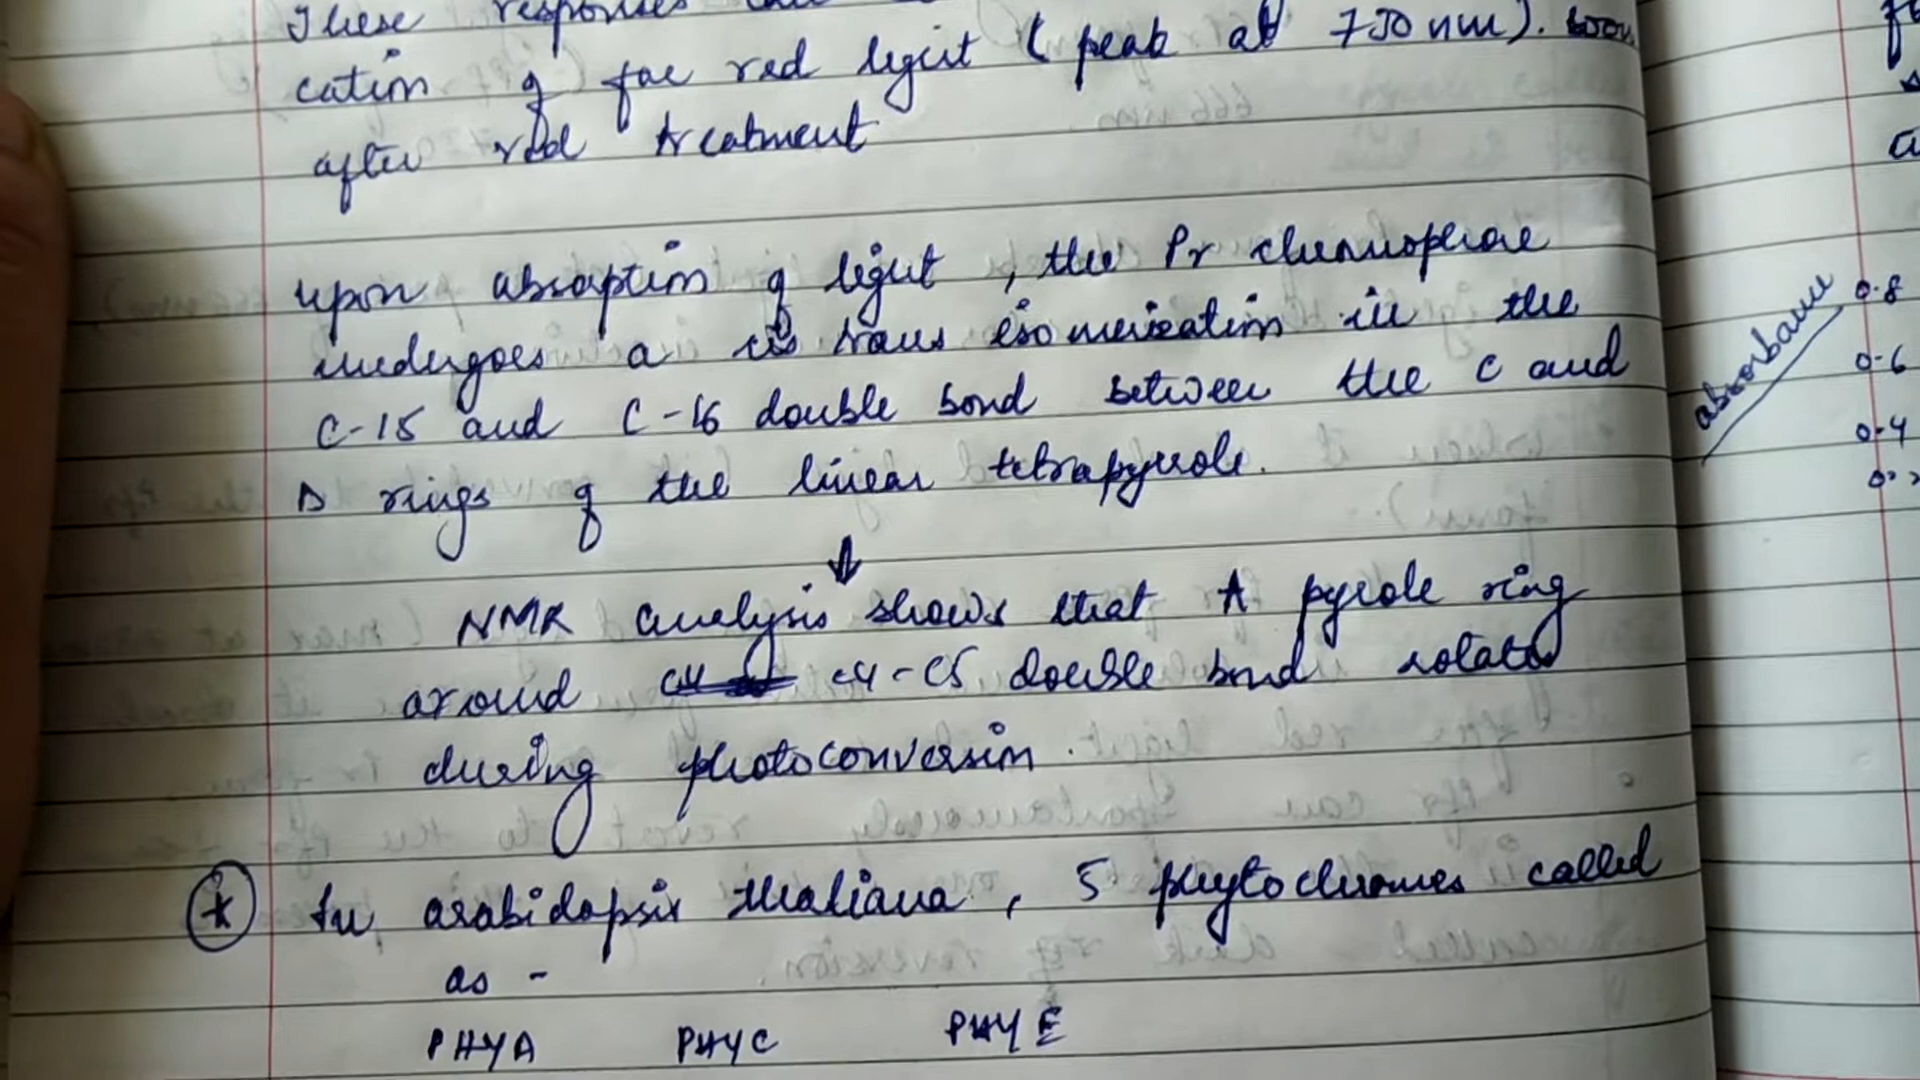 These responses
cation of far red light (peak at 730 nm). soon
after red treatment
upon absorption of light, the Pr chromophore
undergoes a cis trans isomerization in the
C-15 and C-16 double bond between the C and
D rings of the linear tetrapyrrole.
↓
NMR analysis shows that A pyrole ring
around C4-C5 double bond rotated
during photoconversion.
* In arabidopsis thaliana, 5 phytochromes called
as -
PHYA PHYC PHYE
absorbance
0.8
0.6
0.4